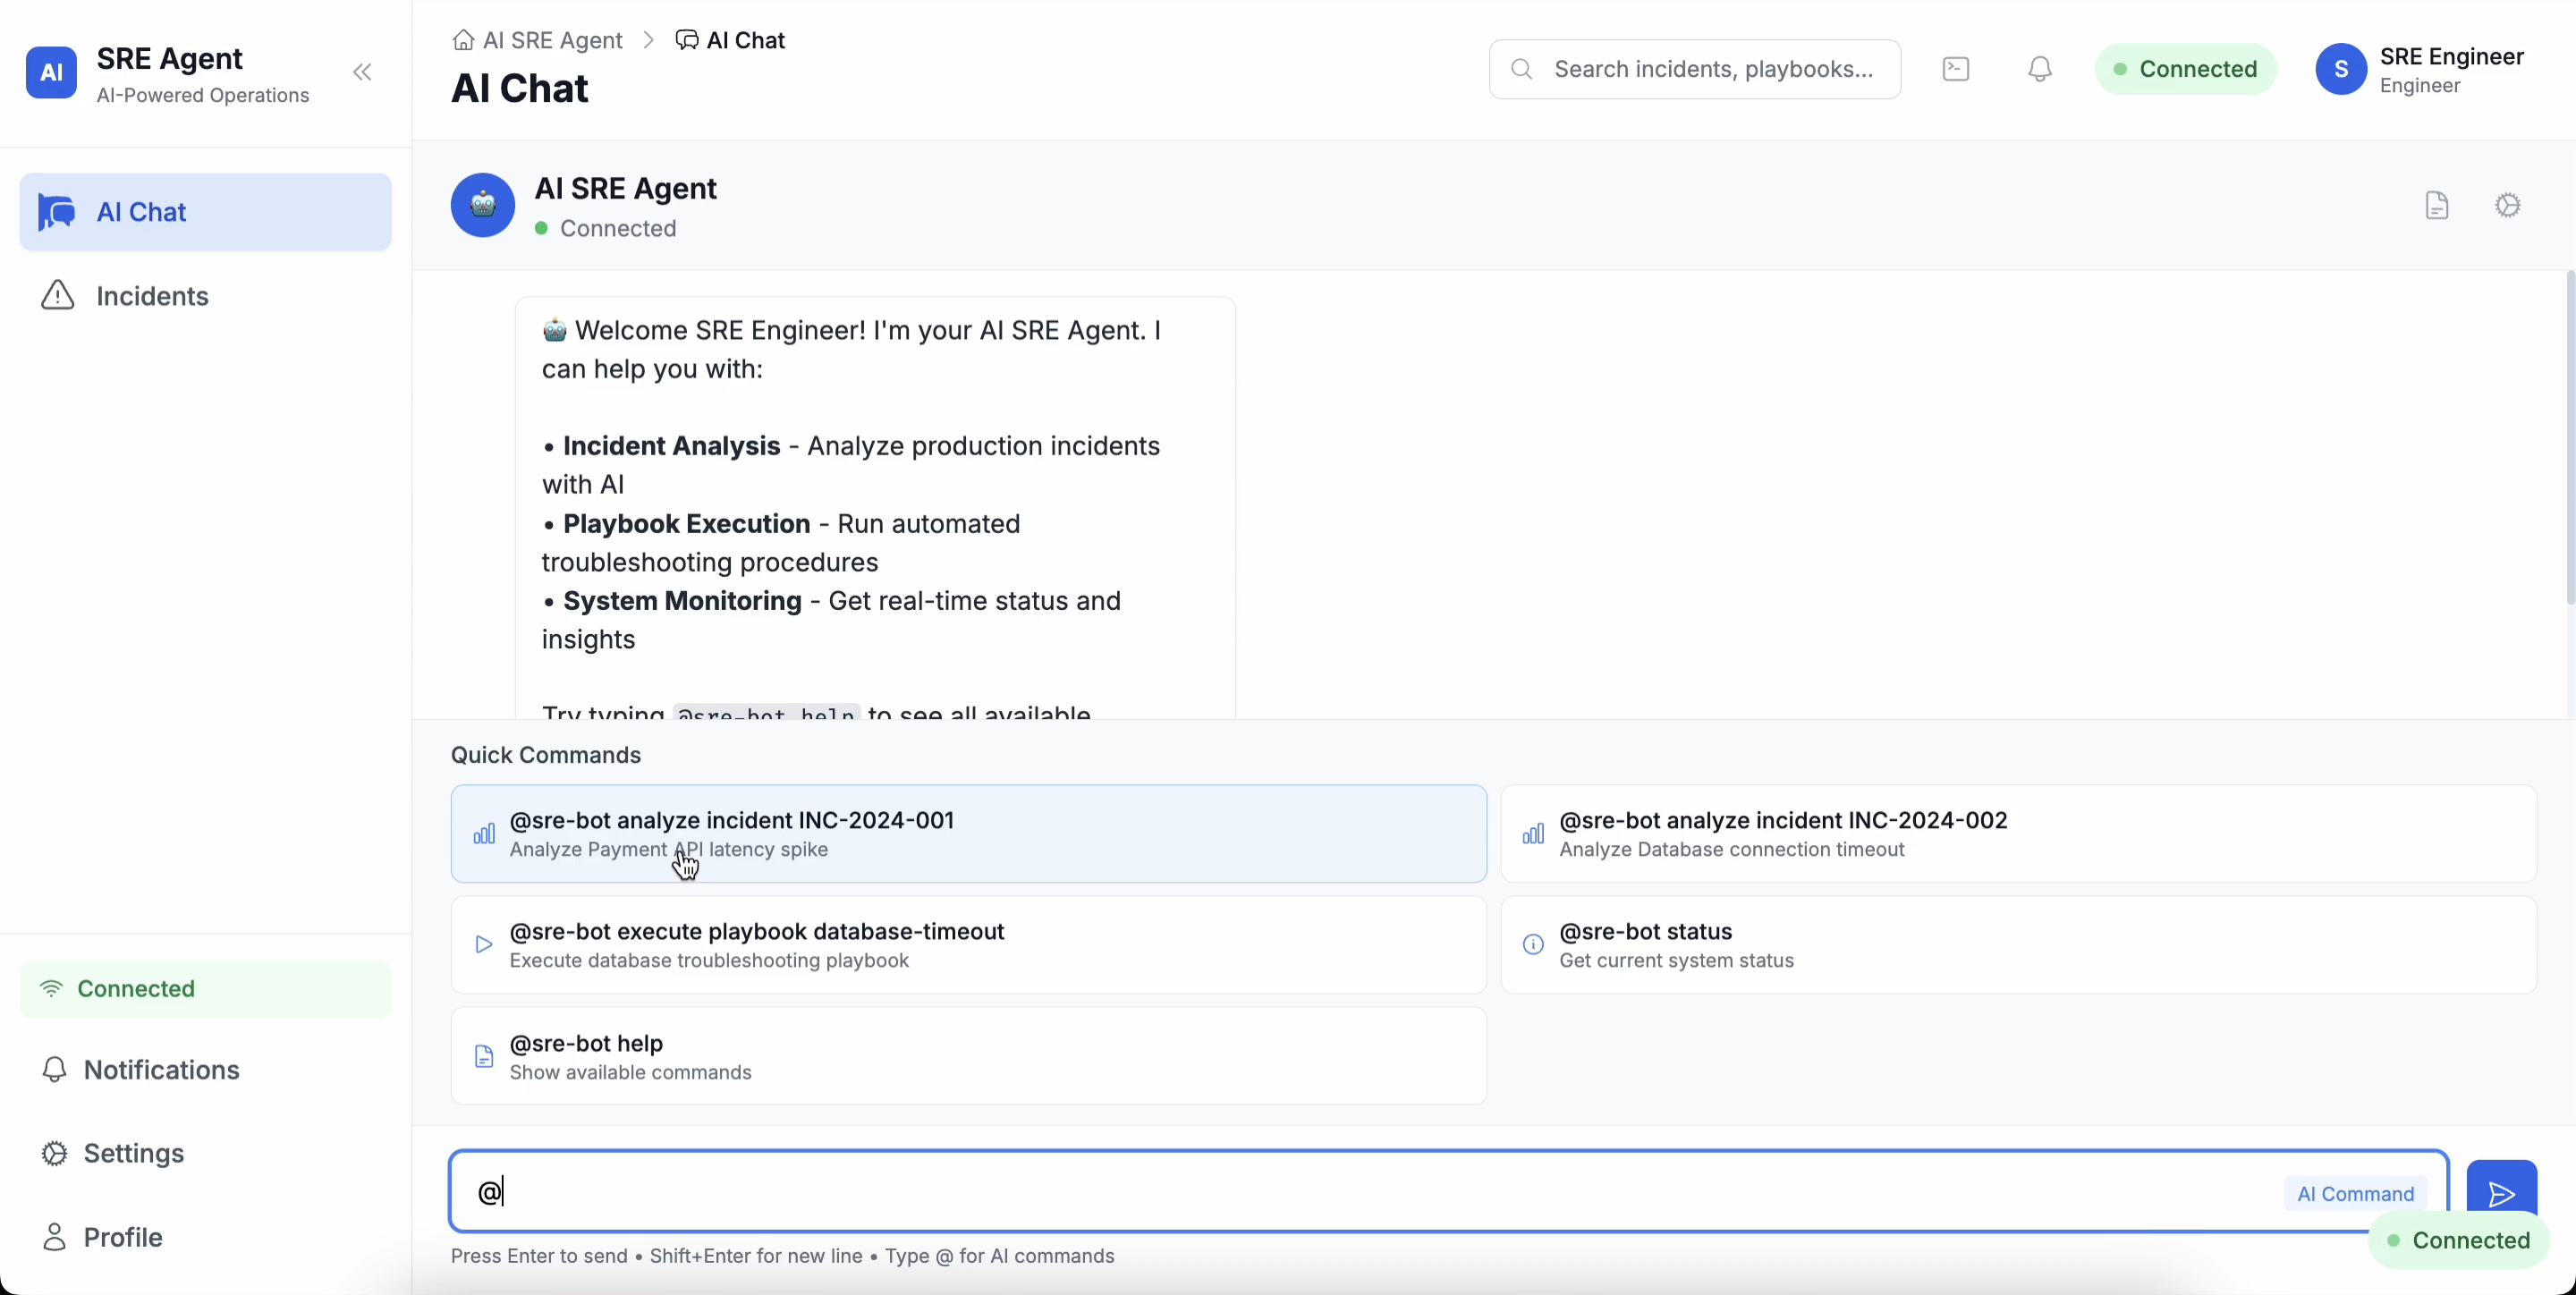 AI
SRE Agent
AI-Powered Operations
AI Chat
Incidents
Connected
Notifications
Settings
Profile
AI SRE Agent
AI Chat
AI Chat
Search incidents, playbooks...
Connected
S
SRE Engineer
Engineer
AI SRE Agent
Connected
Welcome SRE Engineer! I'm your AI SRE Agent. I
can help you with:
• Incident Analysis - Analyze production incidents
with AI
• Playbook Execution - Run automated
troubleshooting procedures
• System Monitoring - Get real-time status and
insights
Try typing @sre-bot help to see all available
Quick Commands
@sre-bot analyze incident INC-2024-001
Analyze Payment API latency spike
@sre-bot analyze incident INC-2024-002
Analyze Database connection timeout
@sre-bot execute playbook database-timeout
Execute database troubleshooting playbook
@sre-bot status
Get current system status
@sre-bot help
Show available commands
@
AI Command
Press Enter to send • Shift+Enter for new line • Type @ for AI commands
Connected